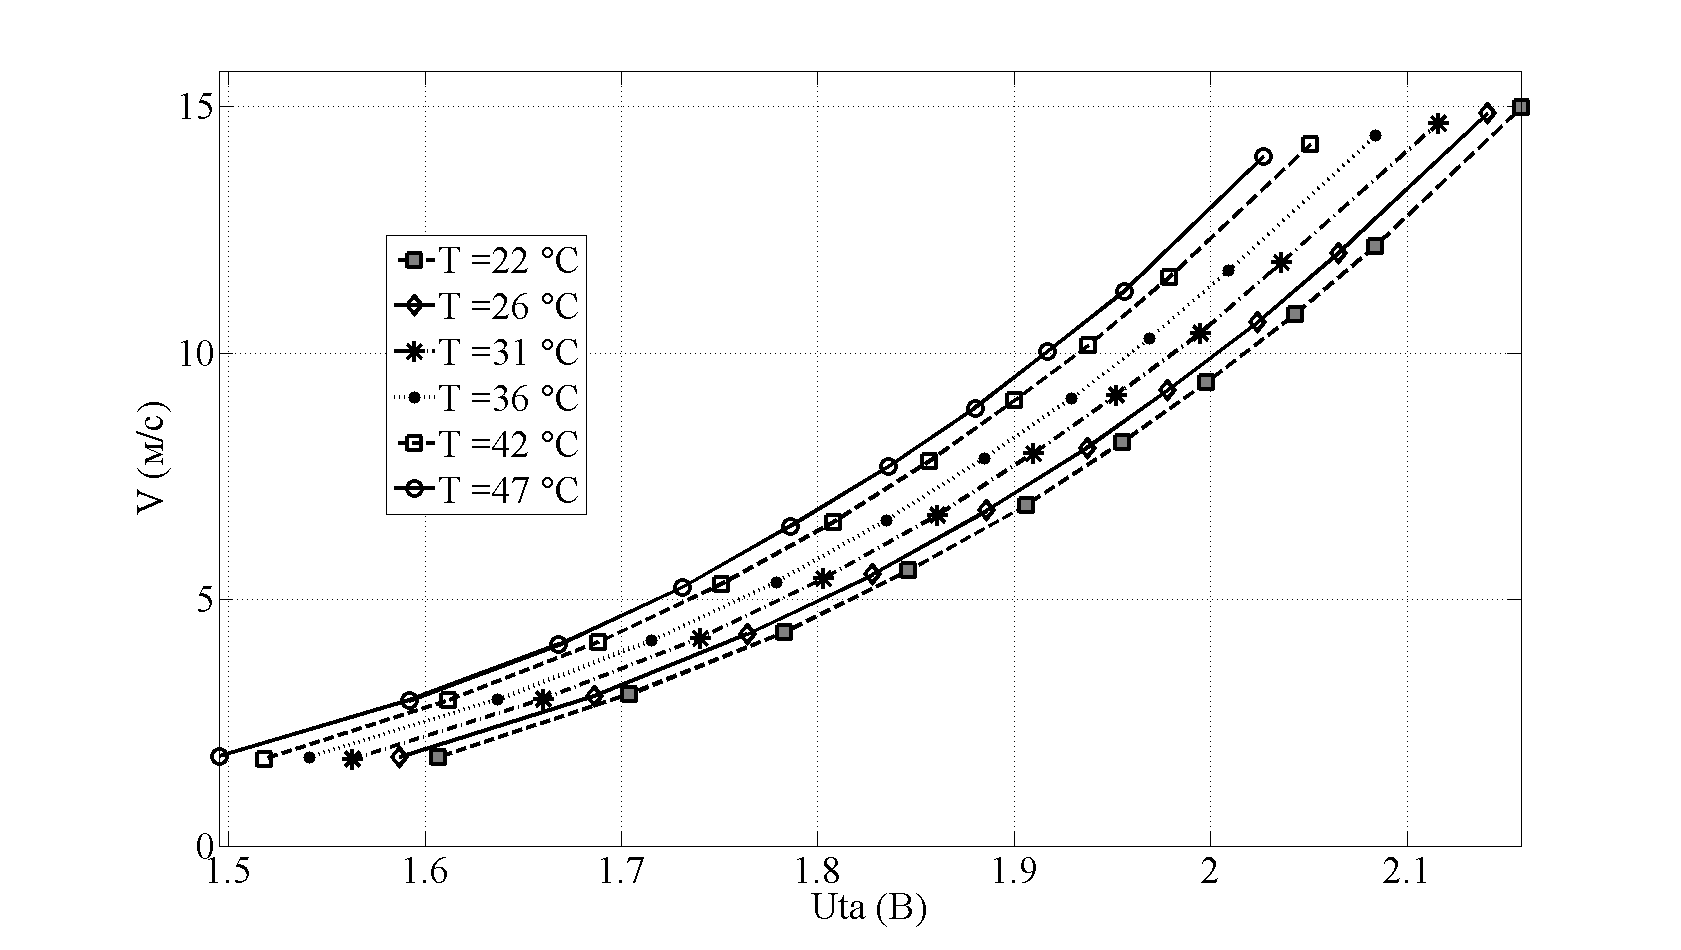 15
10
5
0
V (м/с)
T =22 °C
T =26 °C
T =31 °C
T =36 °C
T =42 °C
T =47 °C
1.5 1.6 1.7 1.8 1.9 2 2.1
Uta (В)